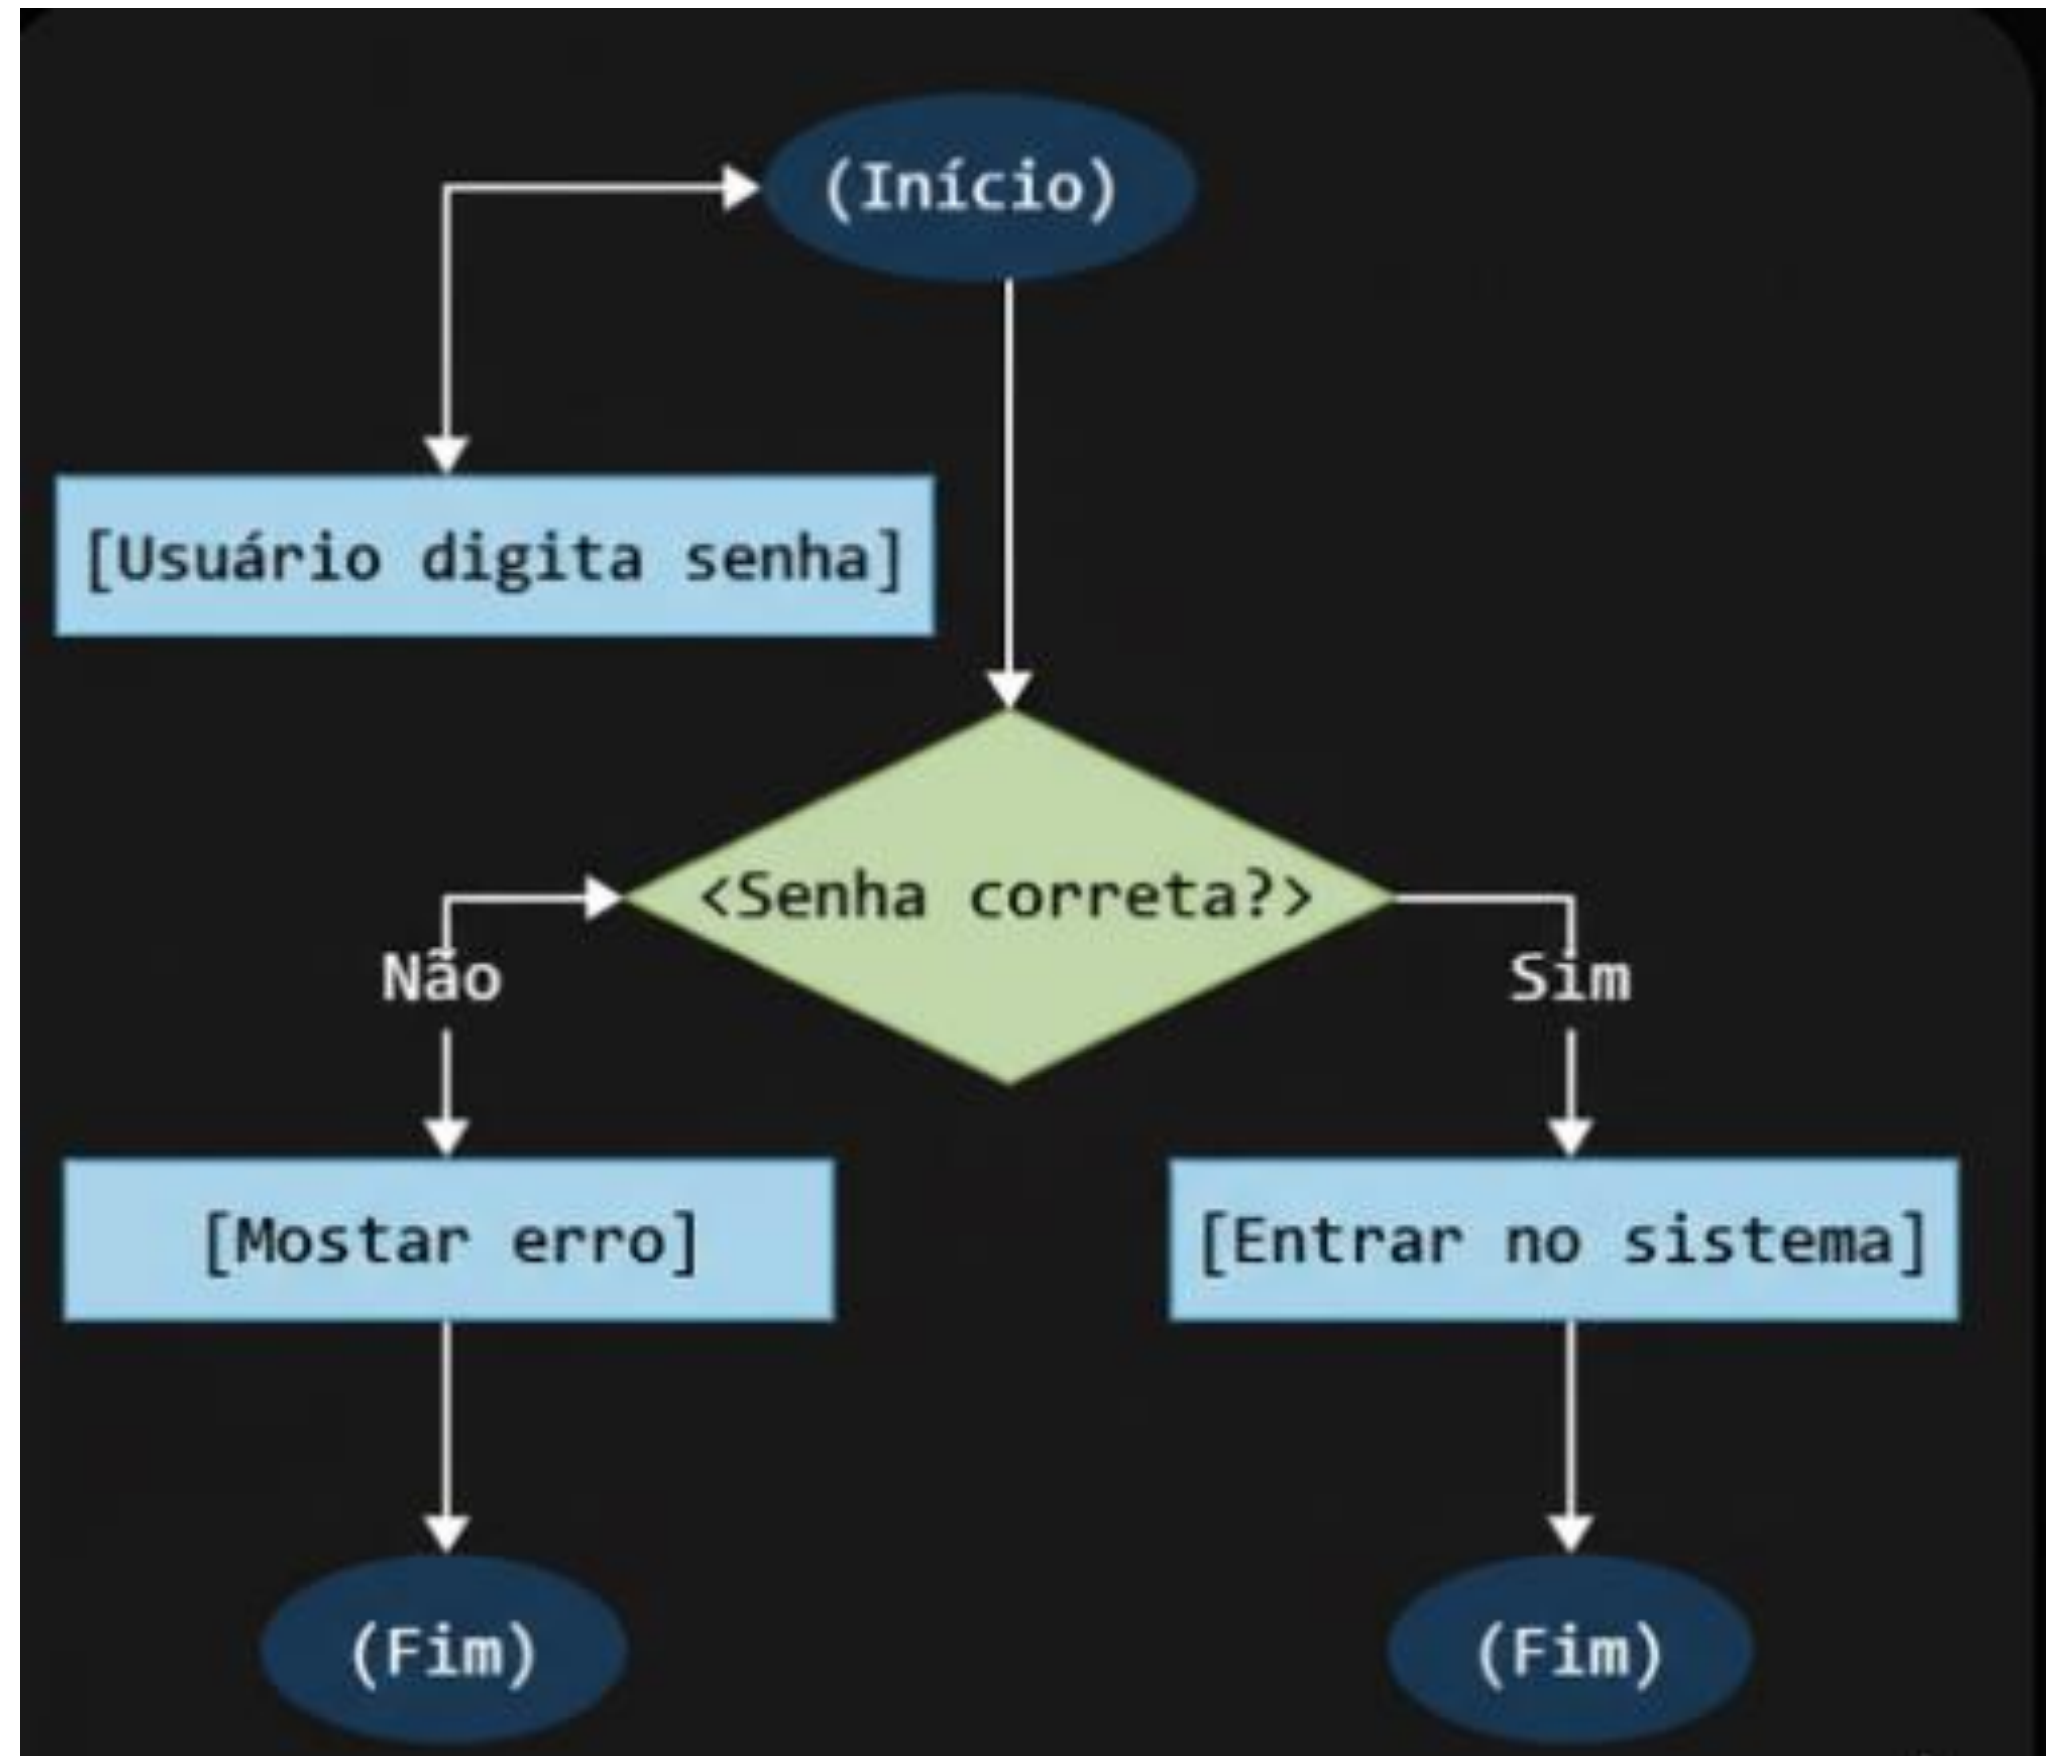 (Início)
[Usuário digita senha]
<Senha correta?>
Não
Sim
[Mostar erro]
[Entrar no sistema]
(Fim)
(Fim)